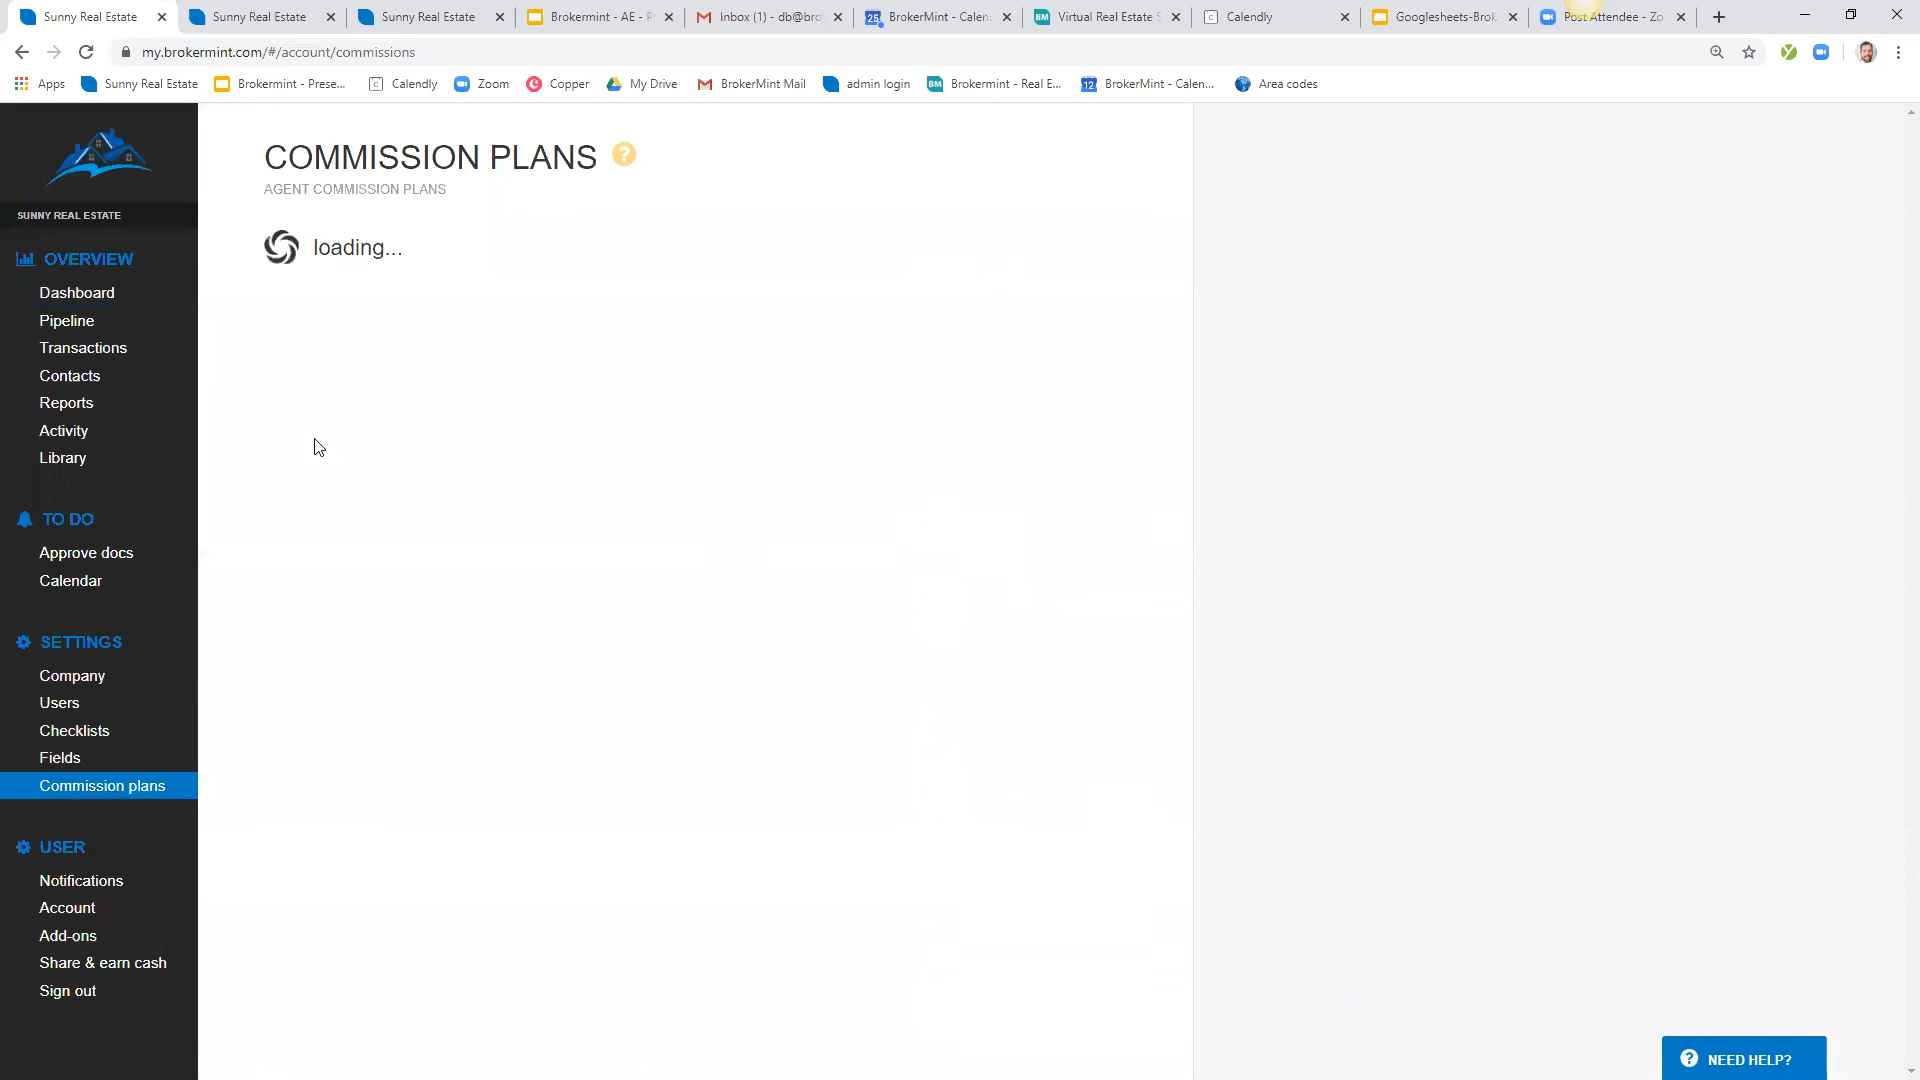 Sunny Real Estate
Sunny Real Estate
Sunny Real Estate
Brokermint - AE - P
Inbox (1) - db@bro
25
BrokerMint - Calen
BM
Virtual Real Estate S
C
Calendly
Googlesheets-Brok
Post Attendee - Zo
my.brokermint.com/#/account/commissions
Apps
Sunny Real Estate
Brokermint - Prese...
C
Calendly
Zoom
Copper
My Drive
BrokerMint Mail
admin login
BM
Brokermint - Real E...
12
BrokerMint - Calen...
Area codes
SUNNY REAL ESTATE
OVERVIEW
Dashboard
Pipeline
Transactions
Contacts
Reports
Activity
Library
TO DO
Approve docs
Calendar
SETTINGS
Company
Users
Checklists
Fields
Commission plans
USER
Notifications
Account
Add-ons
Share & earn cash
Sign out
COMMISSION PLANS ?
AGENT COMMISSION PLANS
loading...
? NEED HELP?